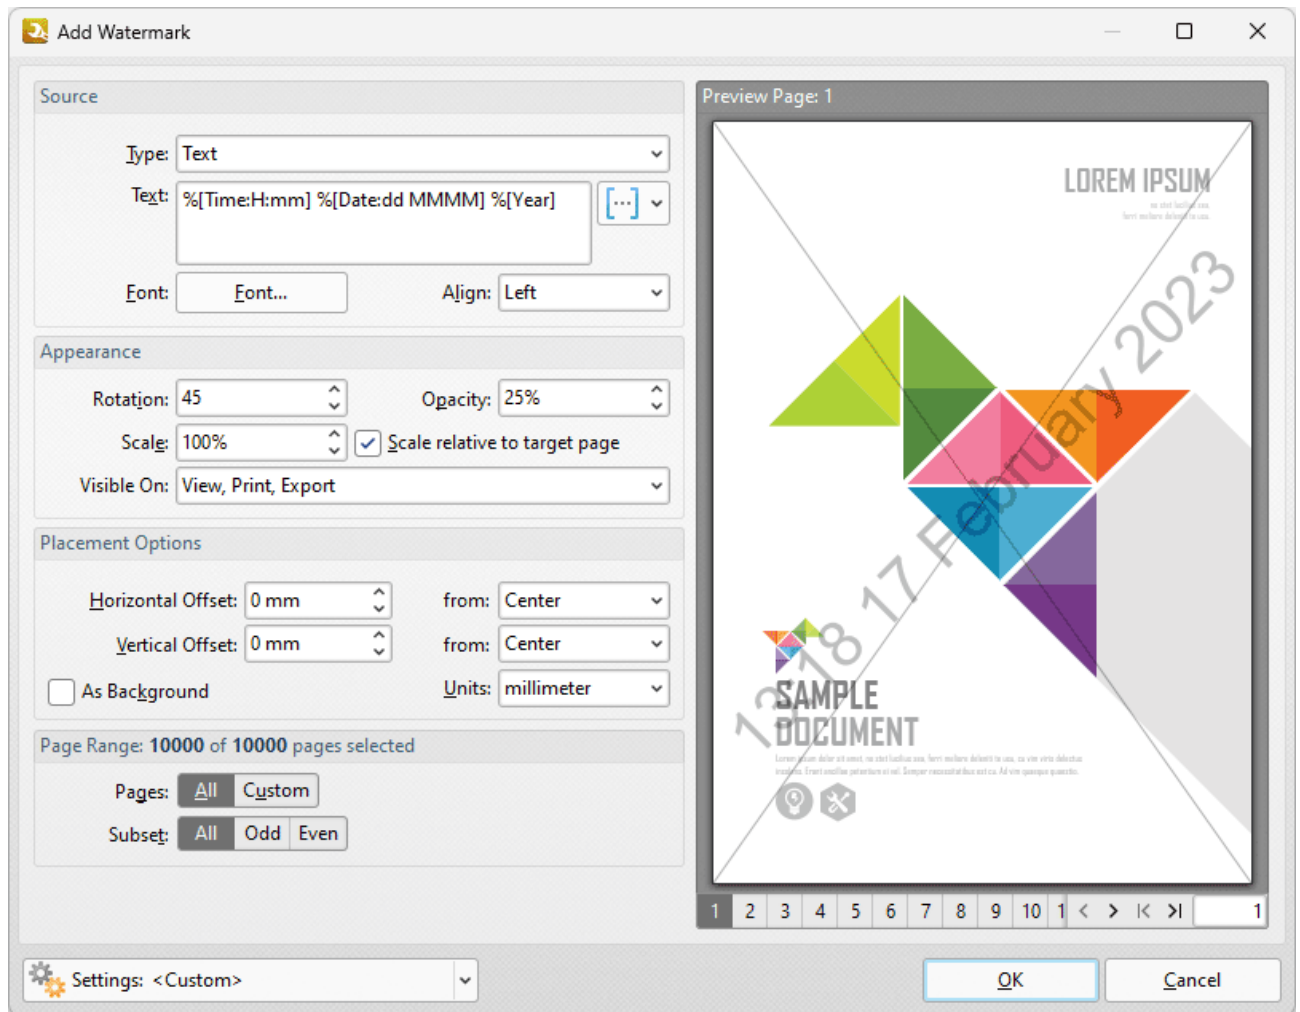 Add Watermark
Source
Type: Text
Text: %[Time:H:mm] %[Date:dd MMMM] %[Year]
Font: Font... Align: Left
Appearance
Rotation: 45 Opacity: 25%
Scale: 100% Scale relative to target page
Visible On: View, Print, Export
Placement Options
Horizontal Offset: 0 mm from: Center
Vertical Offset: 0 mm from: Center
As Background Units: millimeter
Page Range: 10000 of 10000 pages selected
Pages: All Custom
Subset: All Odd Even
Preview Page: 1
LOREM IPSUM
13:18 17 February 2023
SAMPLE
DOCUMENT
1 2 3 4 5 6 7 8 9 10 1 1
Settings: <Custom>
OK Cancel